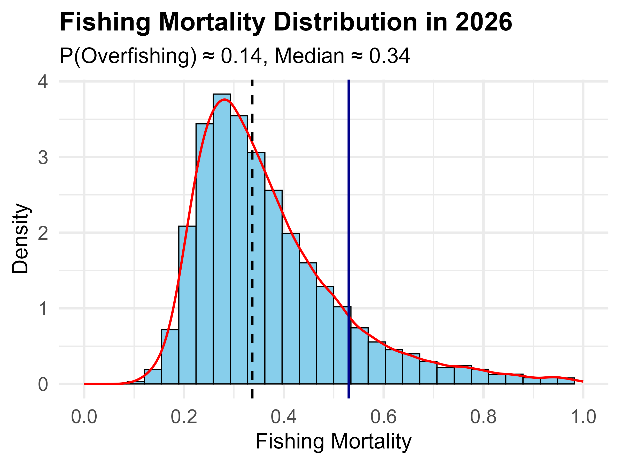 Fishing Mortality Distribution in 2026
P(Overfishing) ≈ 0.14, Median ≈ 0.34
4
3
2
1
0
Density
0.0 0.2 0.4 0.6 0.8 1.0
Fishing Mortality